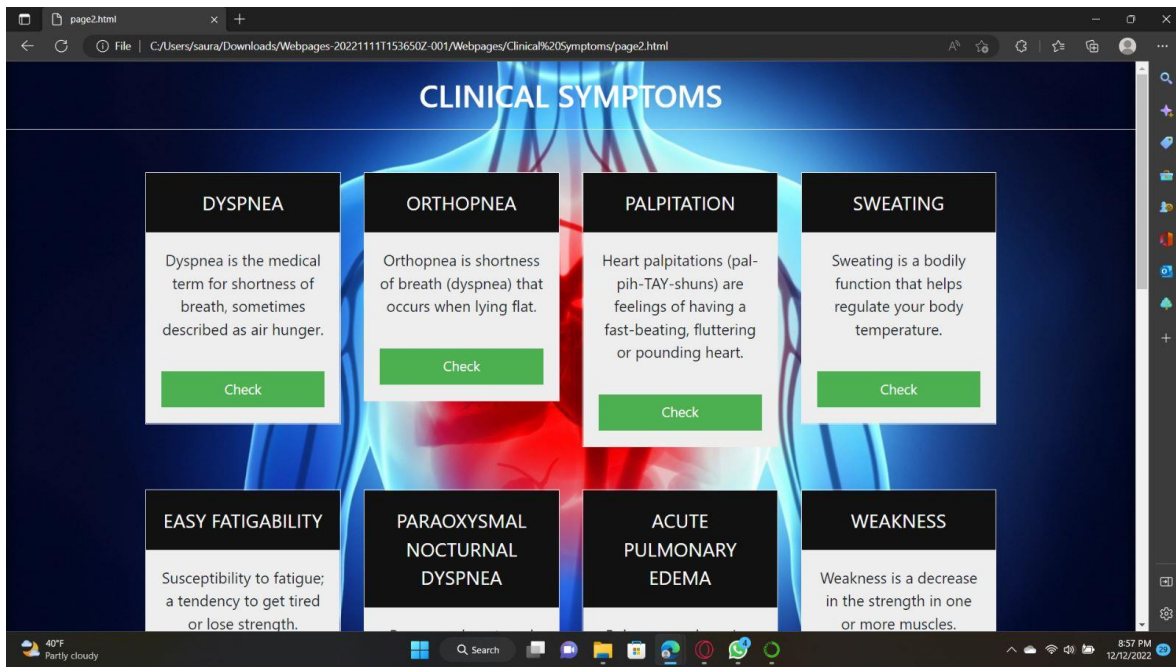 page2.html
File
C:/Users/saura/Downloads/Webpages-20221111T153650Z-001/Webpages/Clinical%20Symptoms/page2.html
CLINICAL SYMPTOMS
DYSPNEA
Dyspnea is the medical
term for shortness of
breath, sometimes
described as air hunger.
Check
ORTHOPNEA
Orthopnea is shortness
of breath (dyspnea) that
occurs when lying flat.
Check
PALPITATION
Heart palpitations (pal-
pih-TAY-shuns) are
feelings of having a
fast-beating, fluttering
or pounding heart.
Check
SWEATING
Sweating is a bodily
function that helps
regulate your body
temperature.
Check
EASY FATIGABILITY
Susceptibility to fatigue;
a tendency to get tired
or lose strength.
PARAOXYSMAL
NOCTURNAL
DYSPNEA
ACUTE
PULMONARY
EDEMA
WEAKNESS
Weakness is a decrease
in the strength in one
or more muscles.
40°F
Partly cloudy
Search
4
8:57 PM
12/12/2022
29